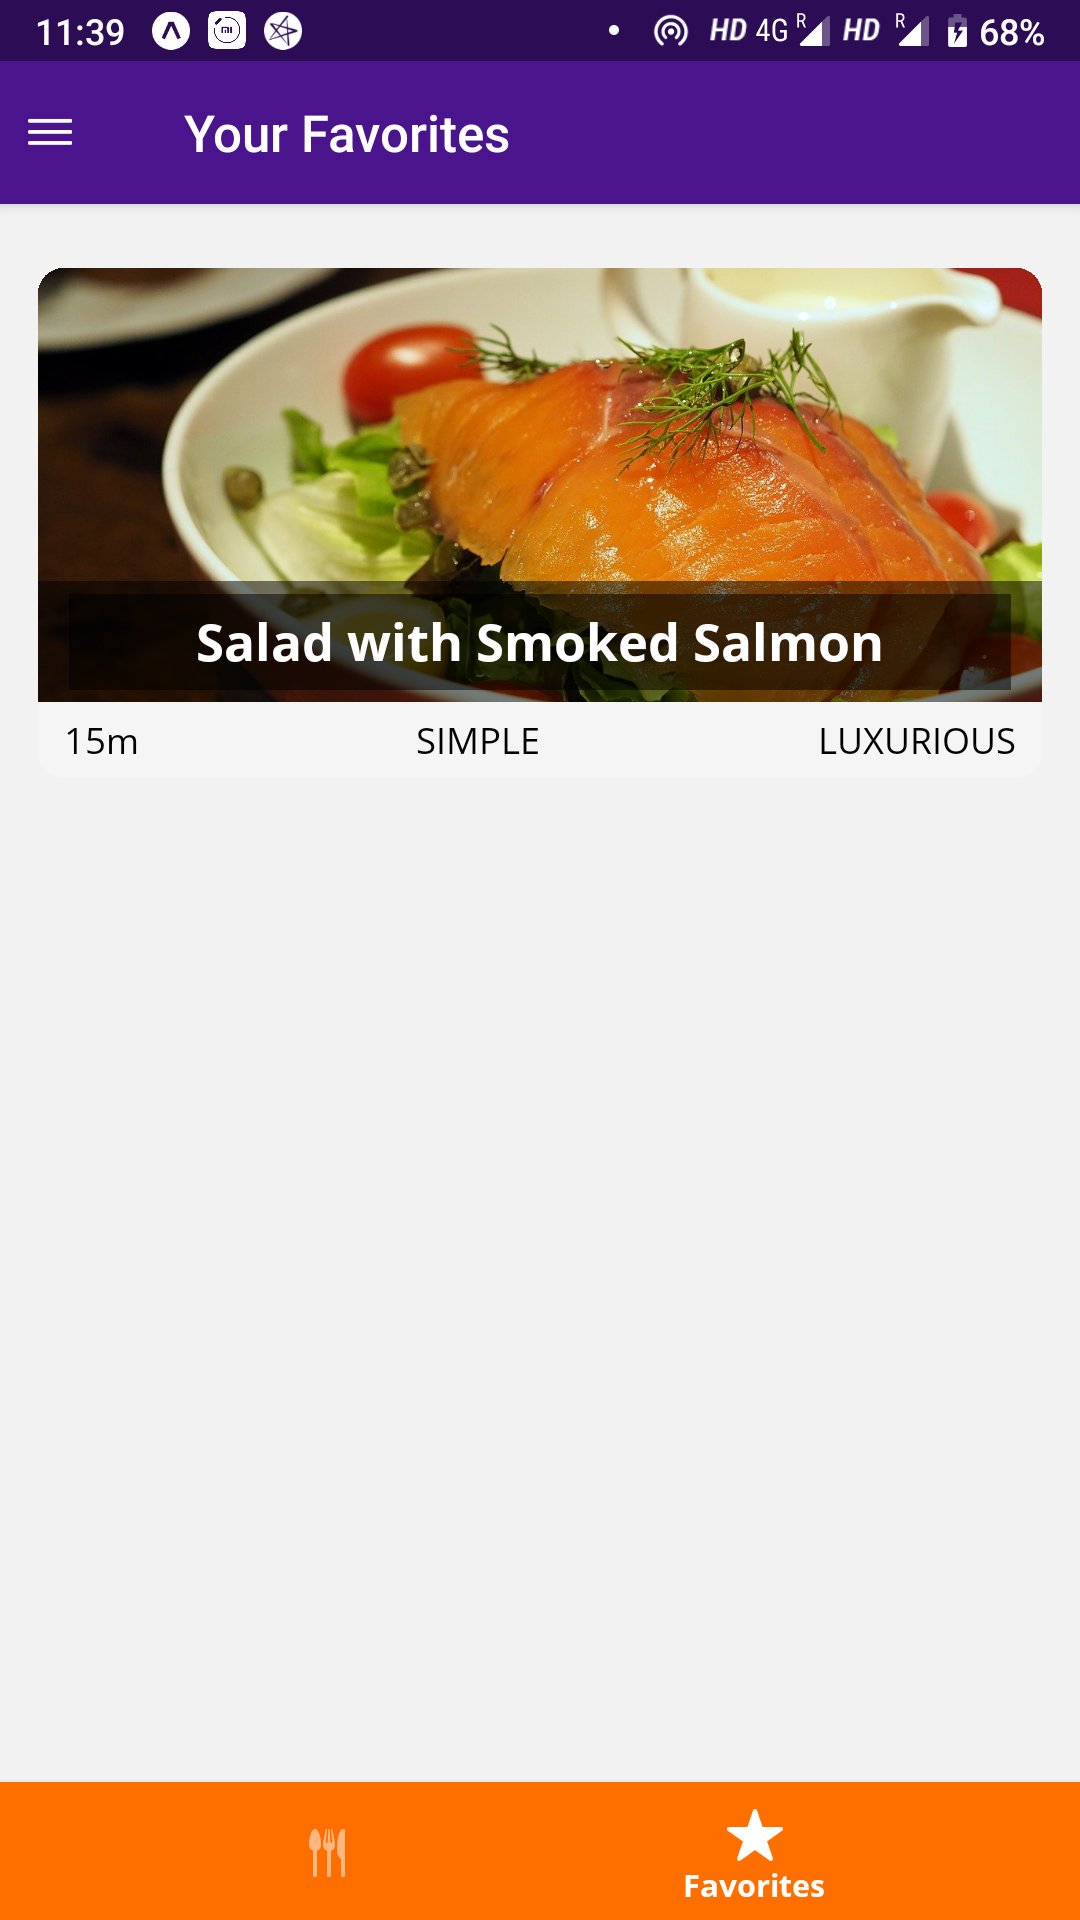 11:39 HD 4G R HD R 68%
Your Favorites
Salad with Smoked Salmon
15m SIMPLE LUXURIOUS
Favorites